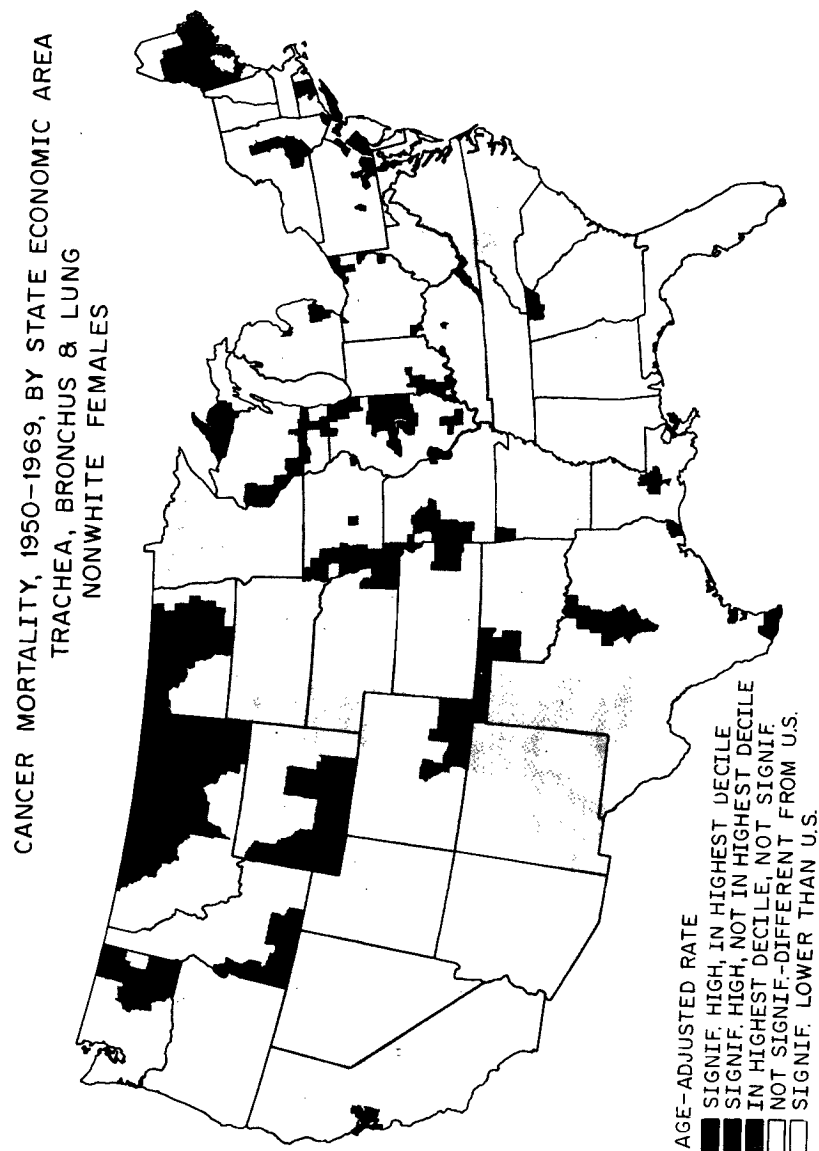 CANCER MORTALITY, 1950-1969, BY STATE ECONOMIC AREA
TRACHEA, BRONCHUS & LUNG
NONWHITE FEMALES
AGE-ADJUSTED RATE
SIGNIF. HIGH, IN HIGHEST DECILE
SIGNIF. HIGH, NOT IN HIGHEST DECILE
IN HIGHEST DECILE, NOT SIGNIF.
NOT SIGNIF.-DIFFERENT FROM U.S.
SIGNIF. LOWER THAN U.S.